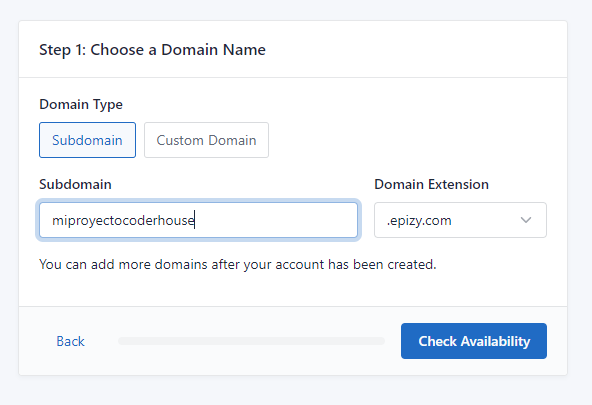 Step 1: Choose a Domain Name
Domain Type
Subdomain
Custom Domain
Subdomain
Domain Extension
miproyectocoderhouse
.epizy.com
You can add more domains after your account has been created.
Back
Check Availability